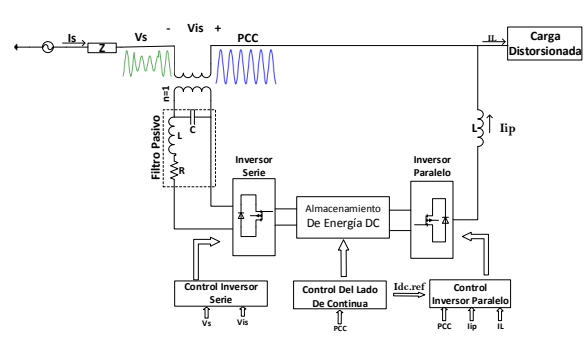 Is
Z
Vs
- Vis +
PCC
IL
Carga
Distorsionada
n=1
Filtro Pasivo
L
C
R
L
Iip
Inversor
Serie
Inversor
Paralelo
Almacenamiento
De Energía DC
Control Inversor
Serie
Control Del Lado
De Continua
Idc.ref
Control
Inversor Paralelo
Vs
Vis
PCC
PCC
Iip
IL